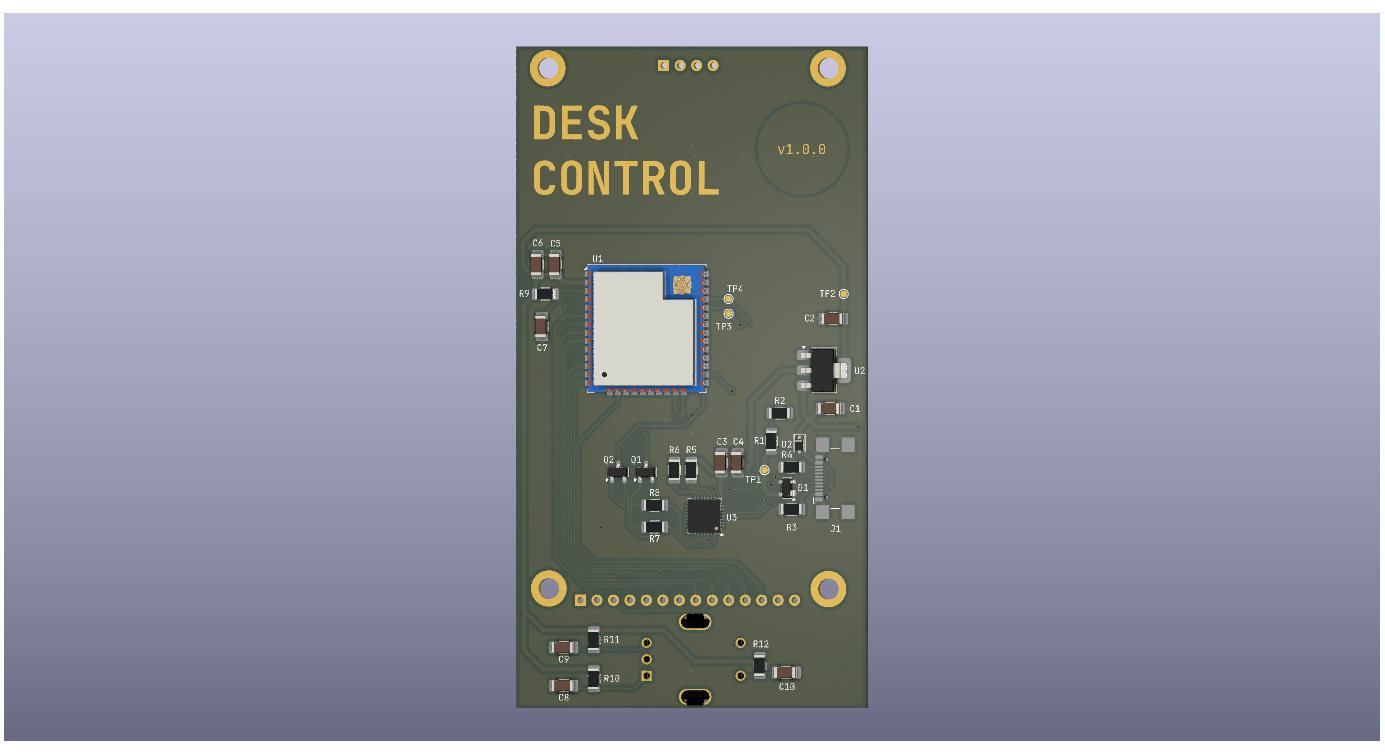 DESK
v1.0.0
CONTROL
C6 C5
U1
R9
TP4
TP2
TP3
C2
C7
U2
R2
C1
R1
D2
C3 C4
R6 R5
R4
Q2 Q1
TP1
D1
R8
U3
R3
J1
R7
R11
R12
C9
R10
C10
C8